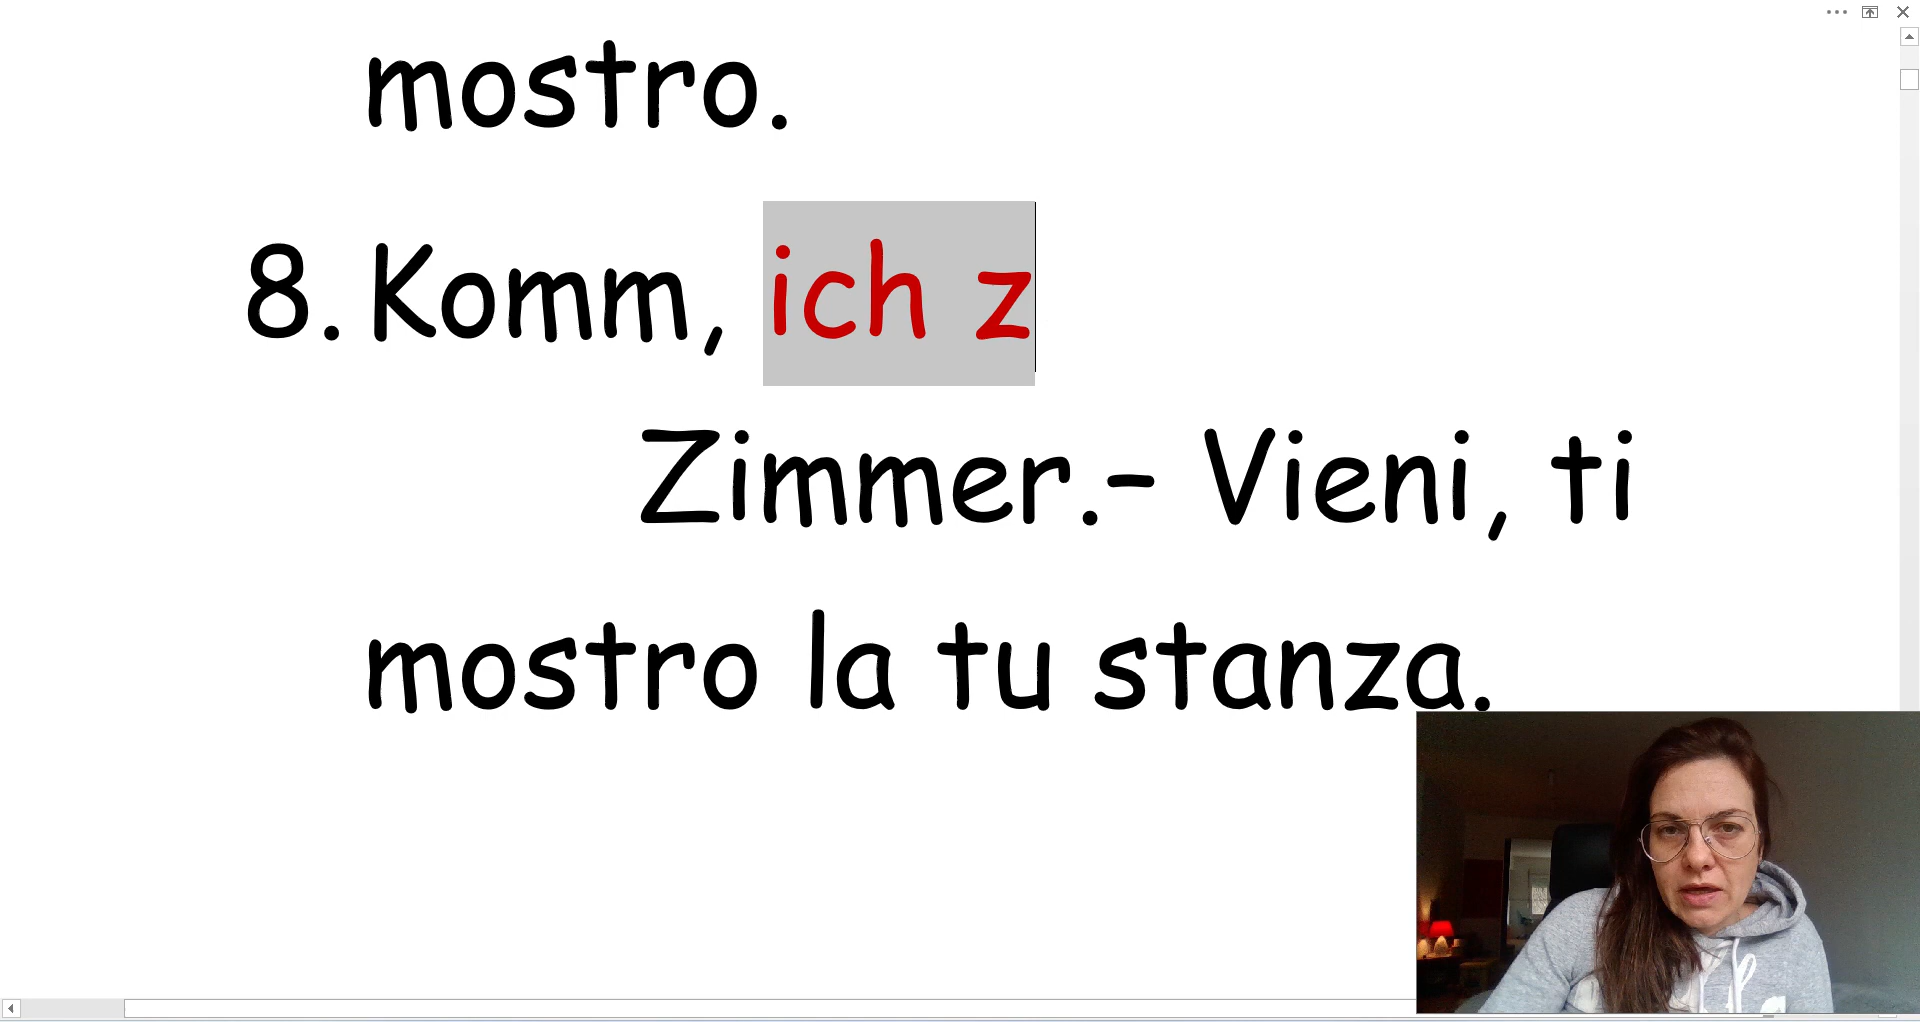 mostro.
8. Komm, ich z
Zimmer.– Vieni, ti
mostro la tu stanza.